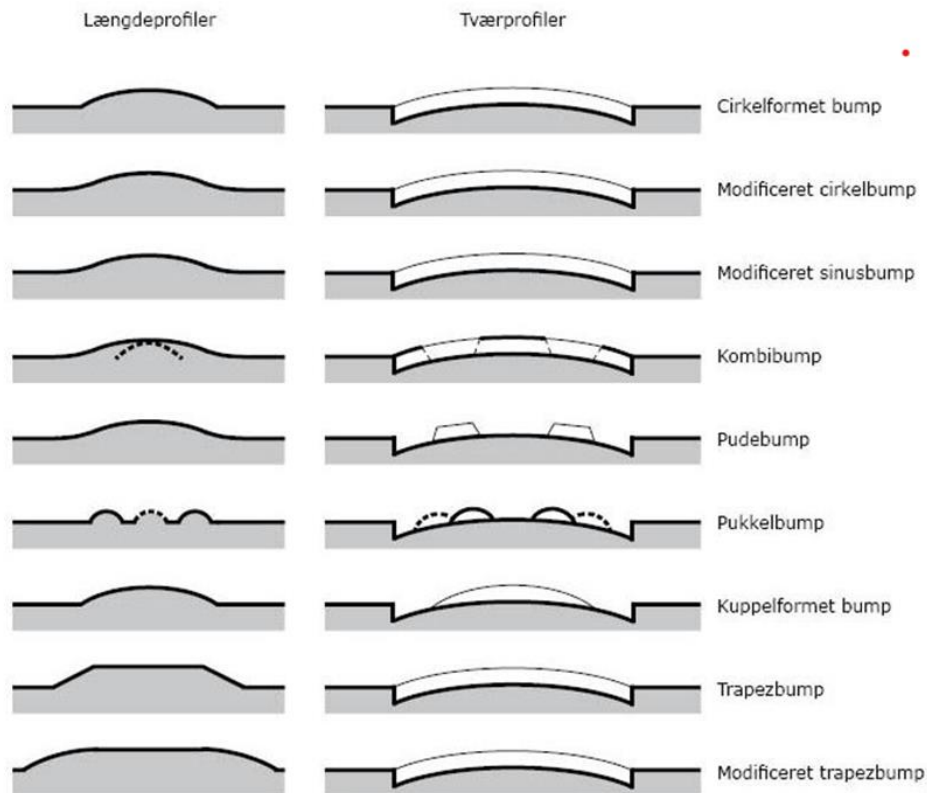 Længdeprofiler
Tværprofiler
Cirkelformet bump
Modificeret cirkelbump
Modificeret sinusbump
Kombibump
Pudebump
Pukkelbump
Kuppelformet bump
Trapezbump
Modificeret trapezbump